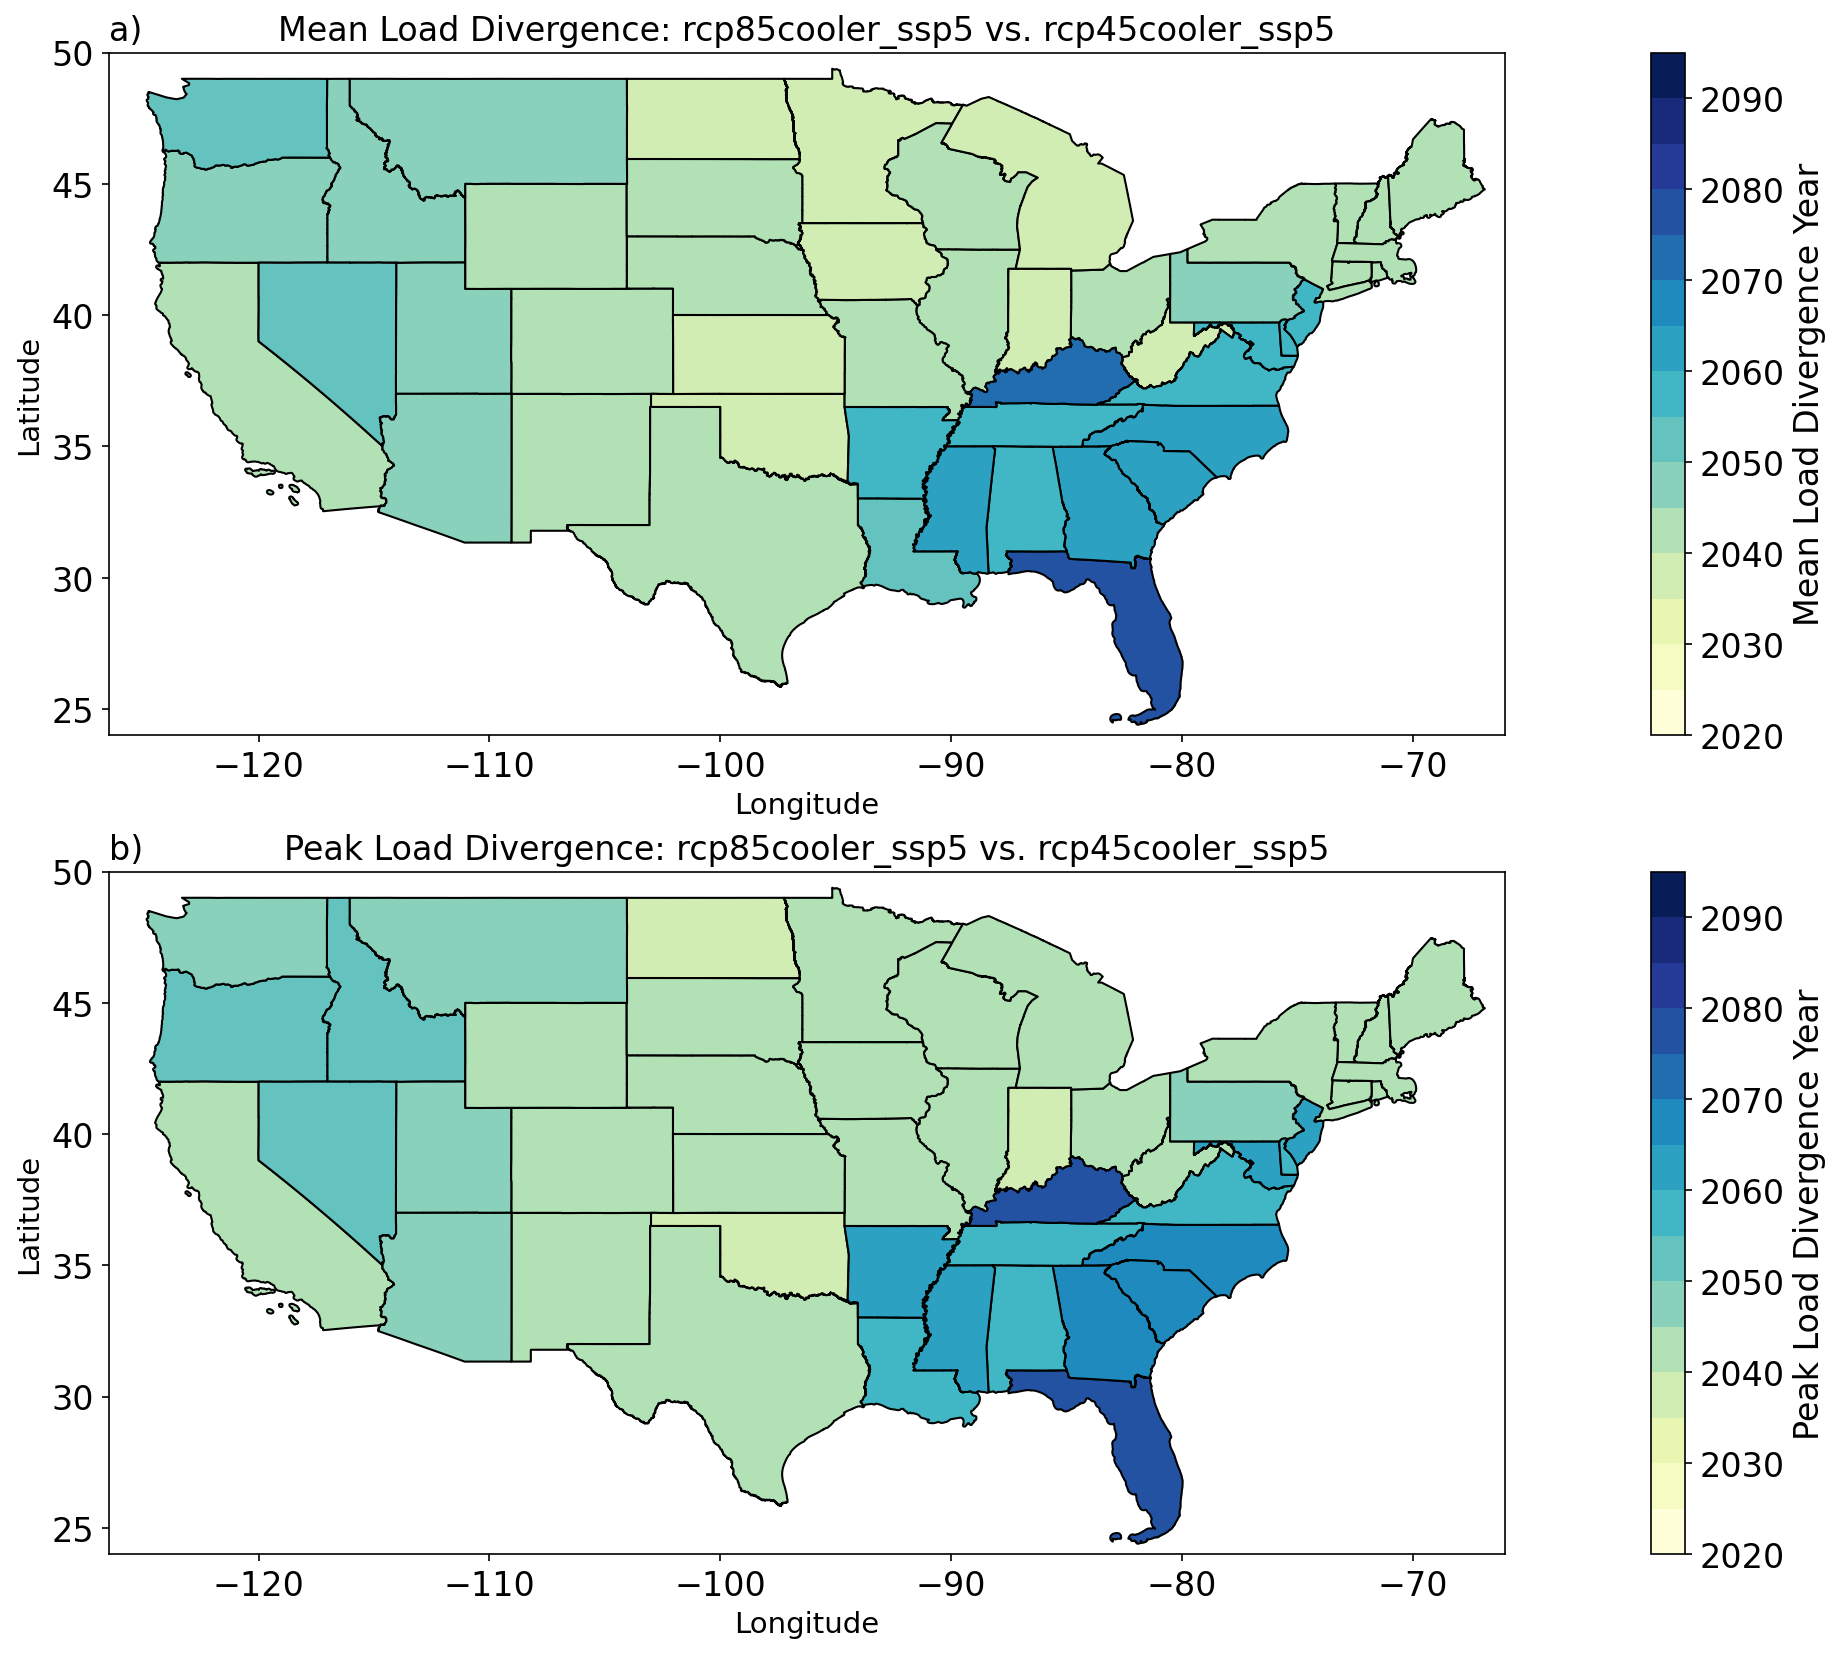 a) Mean Load Divergence: rcp85cooler_ssp5 vs. rcp45cooler_ssp5
50
45
40
35
30
25
Latitude
−120 −110 −100 −90 −80 −70
Longitude
2090
2080
2070
2060
2050
2040
2030
2020
Mean Load Divergence Year
b) Peak Load Divergence: rcp85cooler_ssp5 vs. rcp45cooler_ssp5
50
45
40
35
30
25
Latitude
−120 −110 −100 −90 −80 −70
Longitude
2090
2080
2070
2060
2050
2040
2030
2020
Peak Load Divergence Year